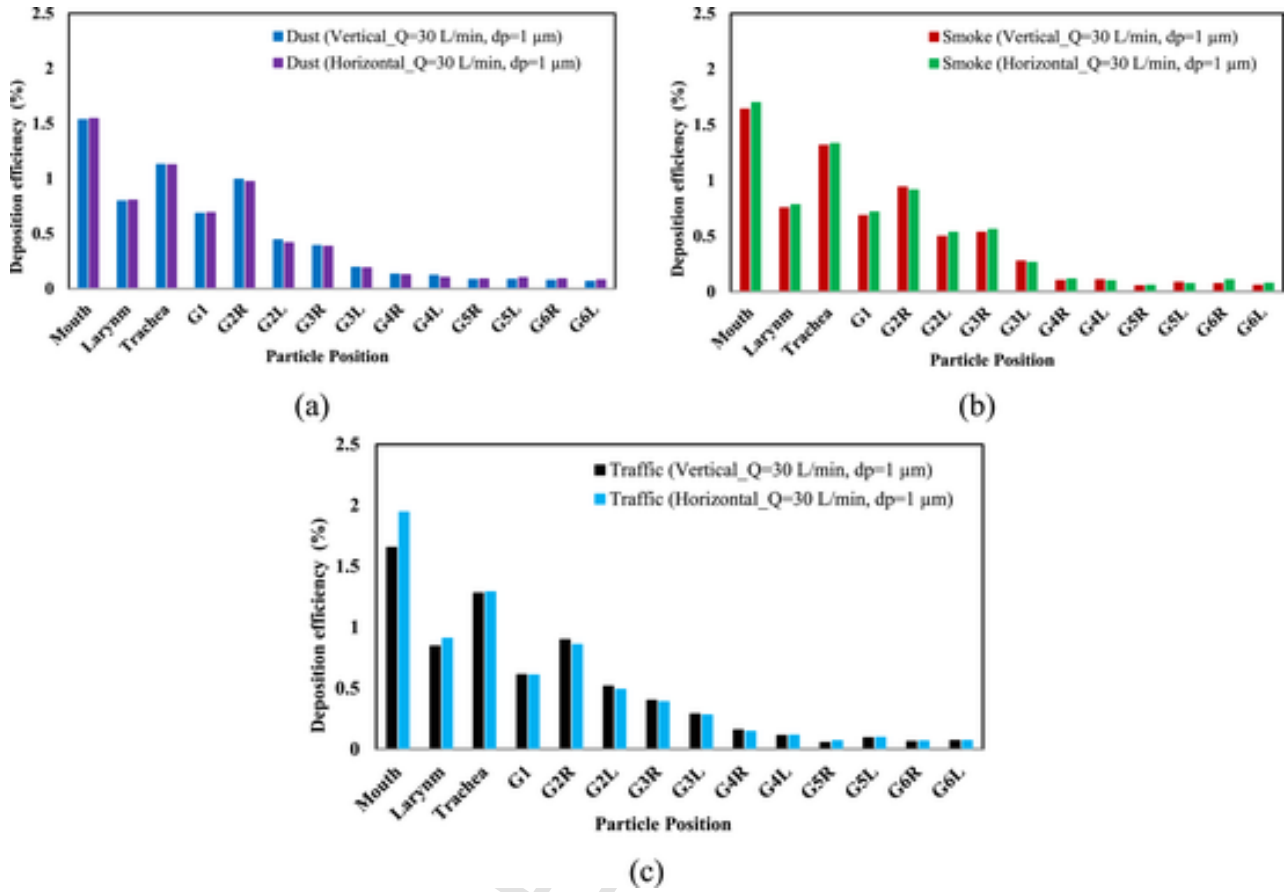 2.5
2
1.5
1
0.5
0
Deposition efficiency (%)
Dust (Vertical_Q=30 L/min, dp=1 µm)
Dust (Horizontal_Q=30 L/min, dp=1 µm)
Mouth
Larynm
Trachea
G1
G2R
G2L
G3R
G3L
G4R
G4L
G5R
G5L
G6R
G6L
Particle Position
(a)
2.5
2
1.5
1
0.5
0
Deposition efficiency (%)
Smoke (Vertical_Q=30 L/min, dp=1 µm)
Smoke (Horizontal_Q=30 L/min, dp=1 µm)
Mouth
Larynm
Trachea
G1
G2R
G2L
G3R
G3L
G4R
G4L
G5R
G5L
G6R
G6L
Particle Position
(b)
2.5
2
1.5
1
0.5
0
Deposition efficiency (%)
Traffic (Vertical_Q=30 L/min, dp=1 µm)
Traffic (Horizontal_Q=30 L/min, dp=1 µm)
Mouth
Larynm
Trachea
G1
G2R
G2L
G3R
G3L
G4R
G4L
G5R
G5L
G6R
G6L
Particle Position
(c)